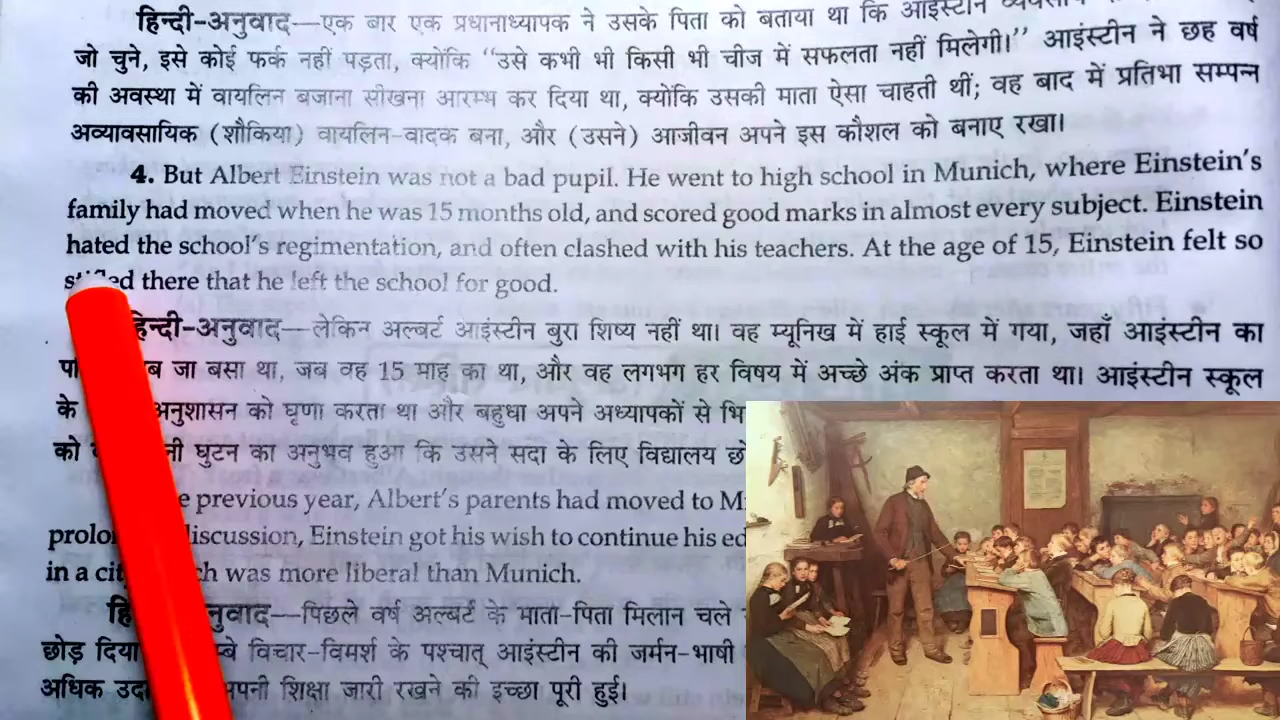 हिन्दी-अनुवाद—एक बार एक प्रधानाध्यापक ने उसके पिता को बताया था कि आइंस्टीन
जो चुने, इसे कोई फर्क नहीं पड़ता, क्योंकि “उसे कभी भी किसी भी चीज में सफलता नहीं मिलेगी।” आइंस्टीन ने छह वर्ष
की अवस्था में वायलिन बजाना सीखना आरम्भ कर दिया था, क्योंकि उसकी माता ऐसा चाहती थीं; वह बाद में प्रतिभा सम्पन्न
अव्यावसायिक (शौकिया) वायलिन-वादक बना, और (उसने) आजीवन अपने इस कौशल को बनाए रखा।
4. But Albert Einstein was not a bad pupil. He went to high school in Munich, where Einstein's
family had moved when he was 15 months old, and scored good marks in almost every subject. Einstein
hated the school's regimentation, and often clashed with his teachers. At the age of 15, Einstein felt so
there that he left the school for good.
हिन्दी-अनुवाद—लेकिन अल्बर्ट आइंस्टीन बुरा शिष्य नहीं था। वह म्यूनिख में हाई स्कूल में गया, जहाँ आइंस्टीन का
जा बसा था, जब वह 15 माह का था, और वह लगभग हर विषय में अच्छे अंक प्राप्त करता था। आइंस्टीन स्कूल
के अनुशासन को घृणा करता था और बहुधा अपने अध्यापकों से
को घुटन का अनुभव हुआ कि उसने सदा के लिए विद्यालय
previous year, Albert's parents had moved to
discussion, Einstein got his wish to continue his
in a was more liberal than Munich.
पिछले वर्ष अल्बर्ट के माता-पिता मिलान चले
छोड़ दिया विचार-विमर्श के पश्चात् आइंस्टीन की जर्मन-भाषी
अधिक अपनी शिक्षा जारी रखने की इच्छा पूरी हुई।